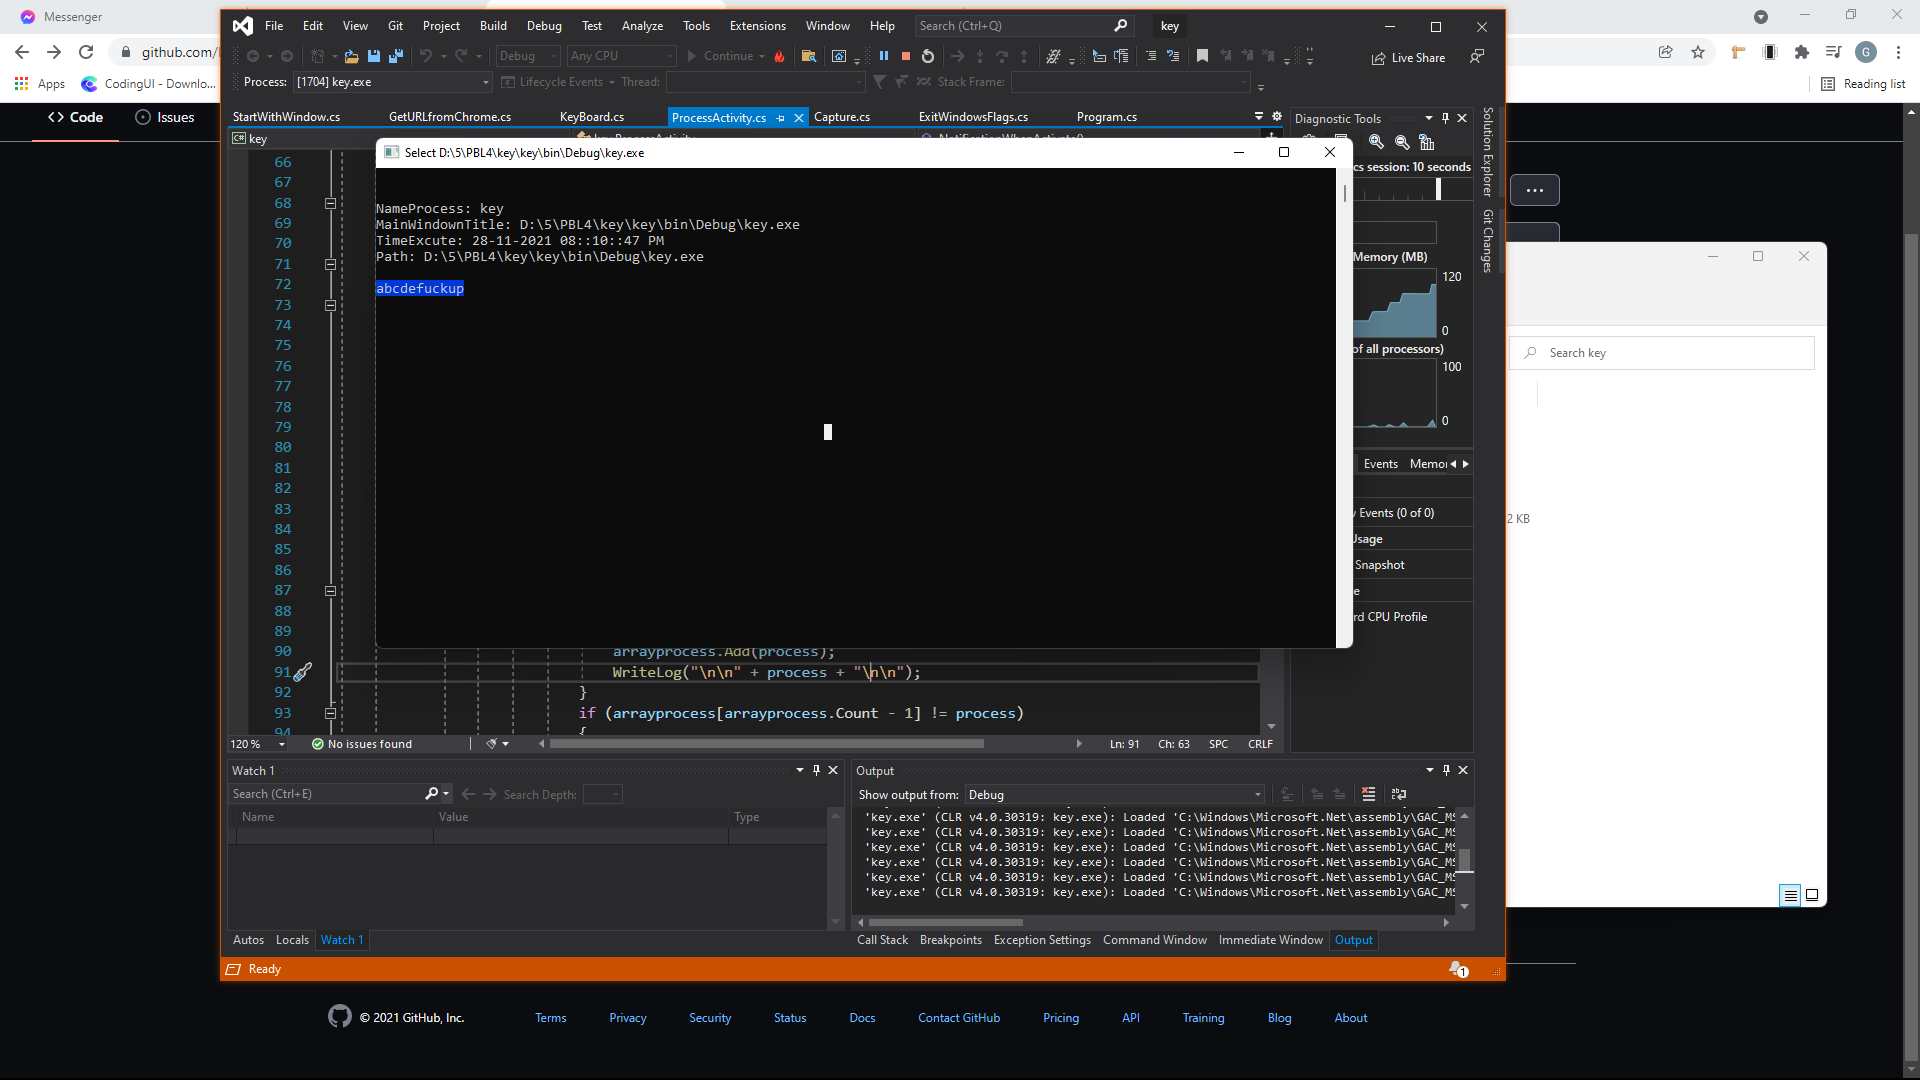 Messenger
File Edit View Git Project Build Debug Test Analyze Tools Extensions Window Help Search (Ctrl+Q) key
github.com/
Debug Any CPU Continue
Live Share
G
Process: [1704] key.exe Lifecycle Events Thread: Stack Frame:
Apps CodingUI - Downlo...
Reading list
<> Code Issues
StartWithWindow.cs GetURLfromChrome.cs KeyBoard.cs ProcessActivity.cs Capture.cs ExitWindowsFlags.cs Program.cs
Diagnostic Tools
Solution Explorer
Git Changes
C# key
Select D:\5\PBL4\key\key\bin\Debug\key.exe
cs session: 10 seconds
NameProcess: key
MainWindownTitle: D:\5\PBL4\key\key\bin\Debug\key.exe
TimeExcute: 28-11-2021 08::10::47 PM
Path: D:\5\PBL4\key\key\bin\Debug\key.exe
abcdefuckup
Memory (MB)
120
0
of all processors)
100
0
Search key
Events Memor
Events (0 of 0)
2 KB
Usage
Snapshot
e
rd CPU Profile
66
67
68
69
70
71
72
73
74
75
76
77
78
79
80
81
82
83
84
85
86
87
88
89
90 arrayprocess.Add(process);
91 WriteLog("\n\n" + process + "\n\n");
92 }
93 if (arrayprocess[arrayprocess.Count - 1] != process)
94 {
120 % No issues found Ln: 91 Ch: 63 SPC CRLF
Watch 1
Search (Ctrl+E) Search Depth:
Name Value Type
Output
Show output from: Debug
'key.exe' (CLR v4.0.30319: key.exe): Loaded 'C:\Windows\Microsoft.Net\assembly\GAC_MS
'key.exe' (CLR v4.0.30319: key.exe): Loaded 'C:\Windows\Microsoft.Net\assembly\GAC_MS
'key.exe' (CLR v4.0.30319: key.exe): Loaded 'C:\Windows\Microsoft.Net\assembly\GAC_MS
'key.exe' (CLR v4.0.30319: key.exe): Loaded 'C:\Windows\Microsoft.Net\assembly\GAC_MS
'key.exe' (CLR v4.0.30319: key.exe): Loaded 'C:\Windows\Microsoft.Net\assembly\GAC_MS
'key.exe' (CLR v4.0.30319: key.exe): Loaded 'C:\Windows\Microsoft.Net\assembly\GAC_MS
Autos Locals Watch 1
Call Stack Breakpoints Exception Settings Command Window Immediate Window Output
Ready
1
© 2021 GitHub, Inc. Terms Privacy Security Status Docs Contact GitHub Pricing API Training Blog About